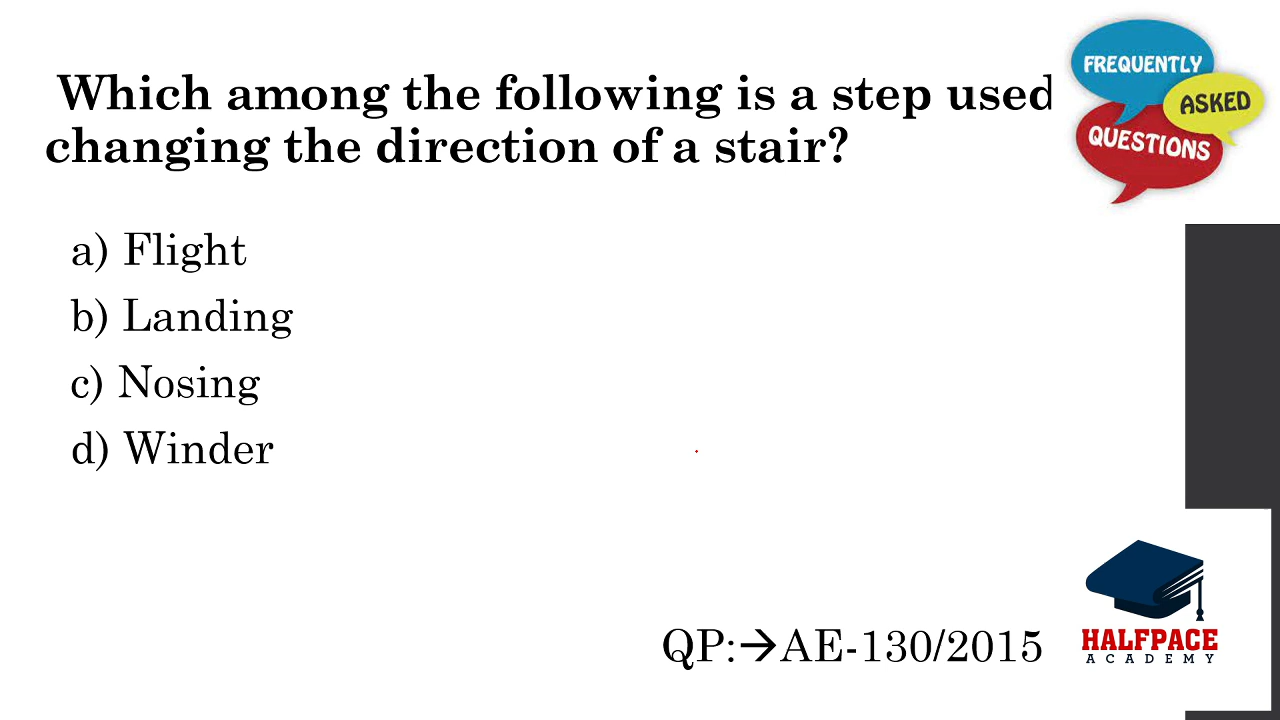 Which among the following is a step used
changing the direction of a stair?
FREQUENTLY
ASKED
QUESTIONS
a) Flight
b) Landing
c) Nosing
d) Winder
QP:→AE-130/2015
HALFPACE
ACADEMY